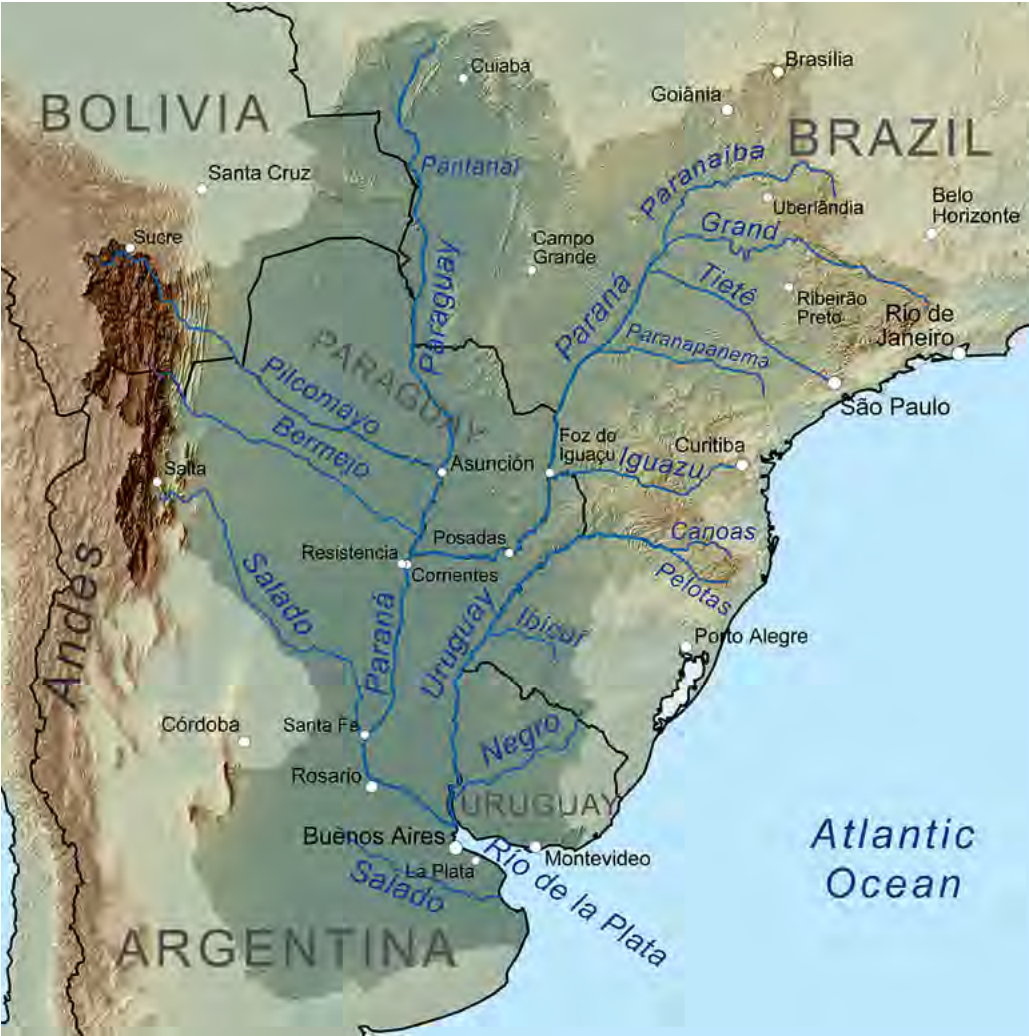 Cuiabá
Brasília
Goiânia
BOLIVIA
BRAZIL
Pantanal
Paranaíba
Santa Cruz
Uberlândia
Belo
Horizonte
Grand
Sucre
Campo
Grande
Tietê
Ribeirão
Preto
Rio de
Janeiro
Paraguay
Paraná
PARAGUAY
Paranapanema
Pilcomayo
São Paulo
Bermejo
Foz do
Iguaçu
Curitiba
Iguazu
Asunción
Salta
Canoas
Posadas
Resistencia
Corrientes
Pelotas
Andes
Salado
Uruguay
Ibicuí
Paraná
Porto Alegre
Córdoba
Santa Fe
Negro
Rosario
URUGUAY
Buenos Aires
Atlantic
Ocean
Montevideo
La Plata
Río de la Plata
Salado
ARGENTINA